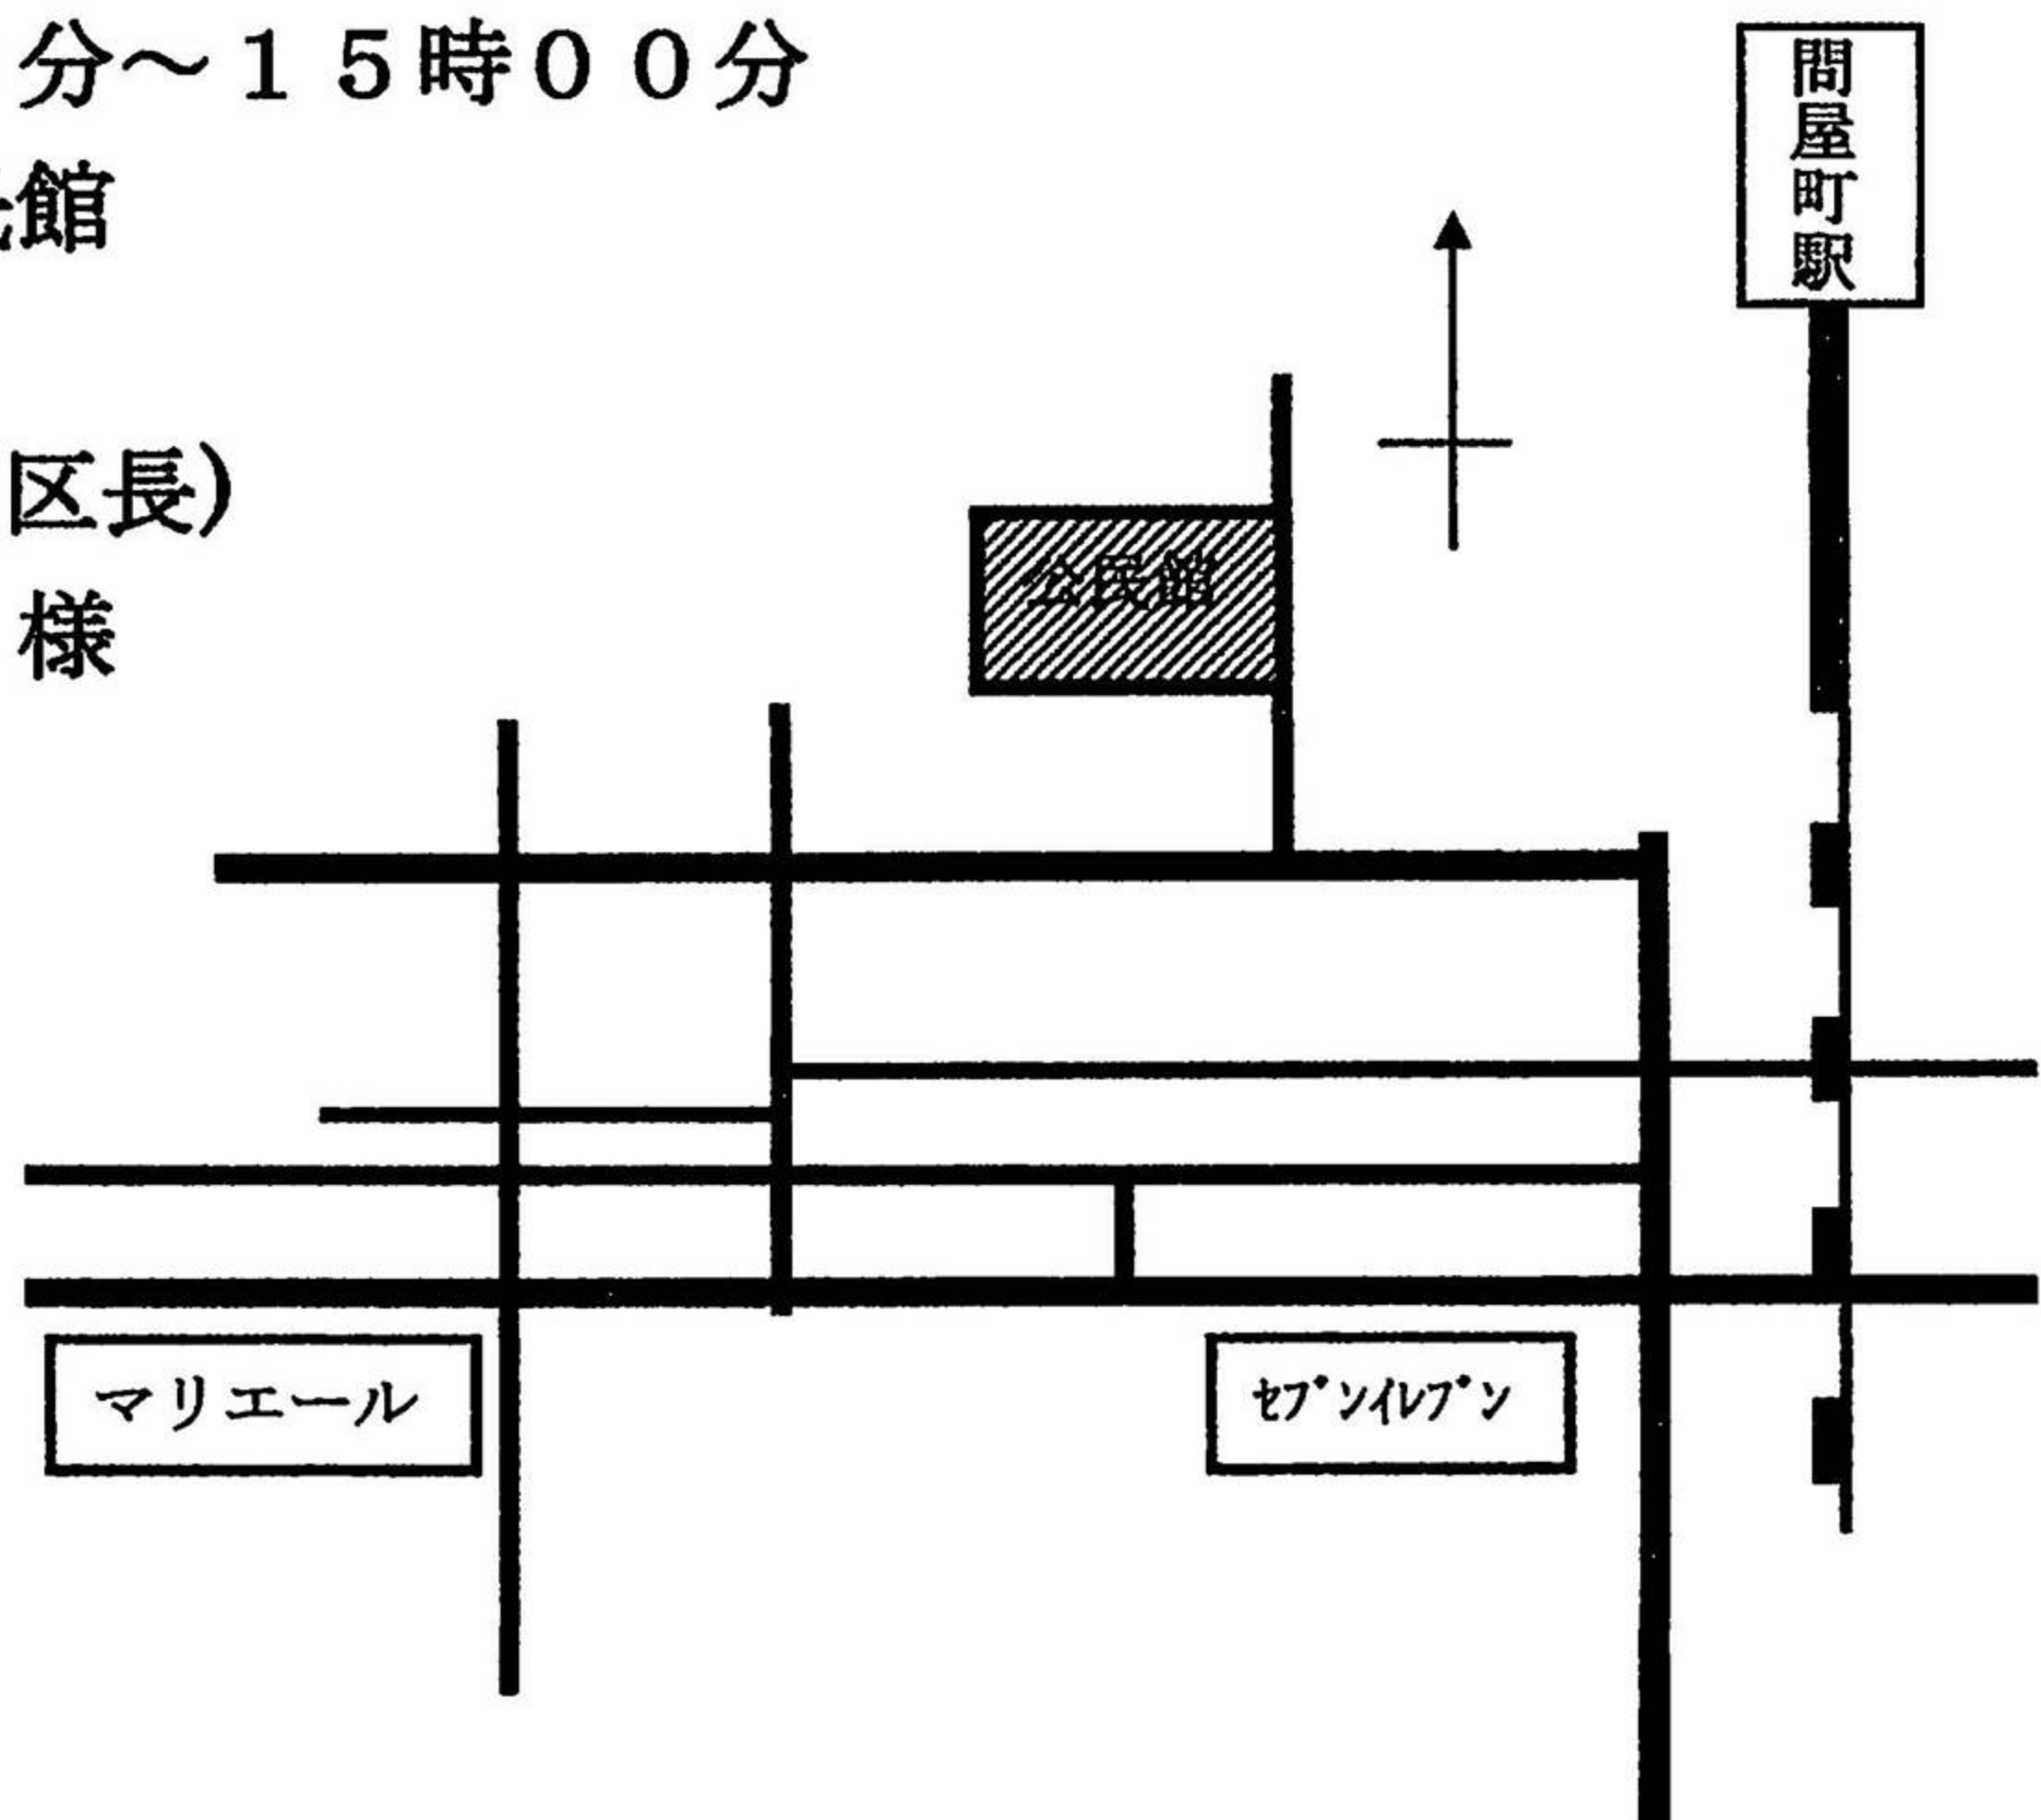 分～１５時００分
館
区長）
様
問屋町駅
公民館
マリエール
ｾﾌﾞﾝｲﾚﾌﾞﾝ